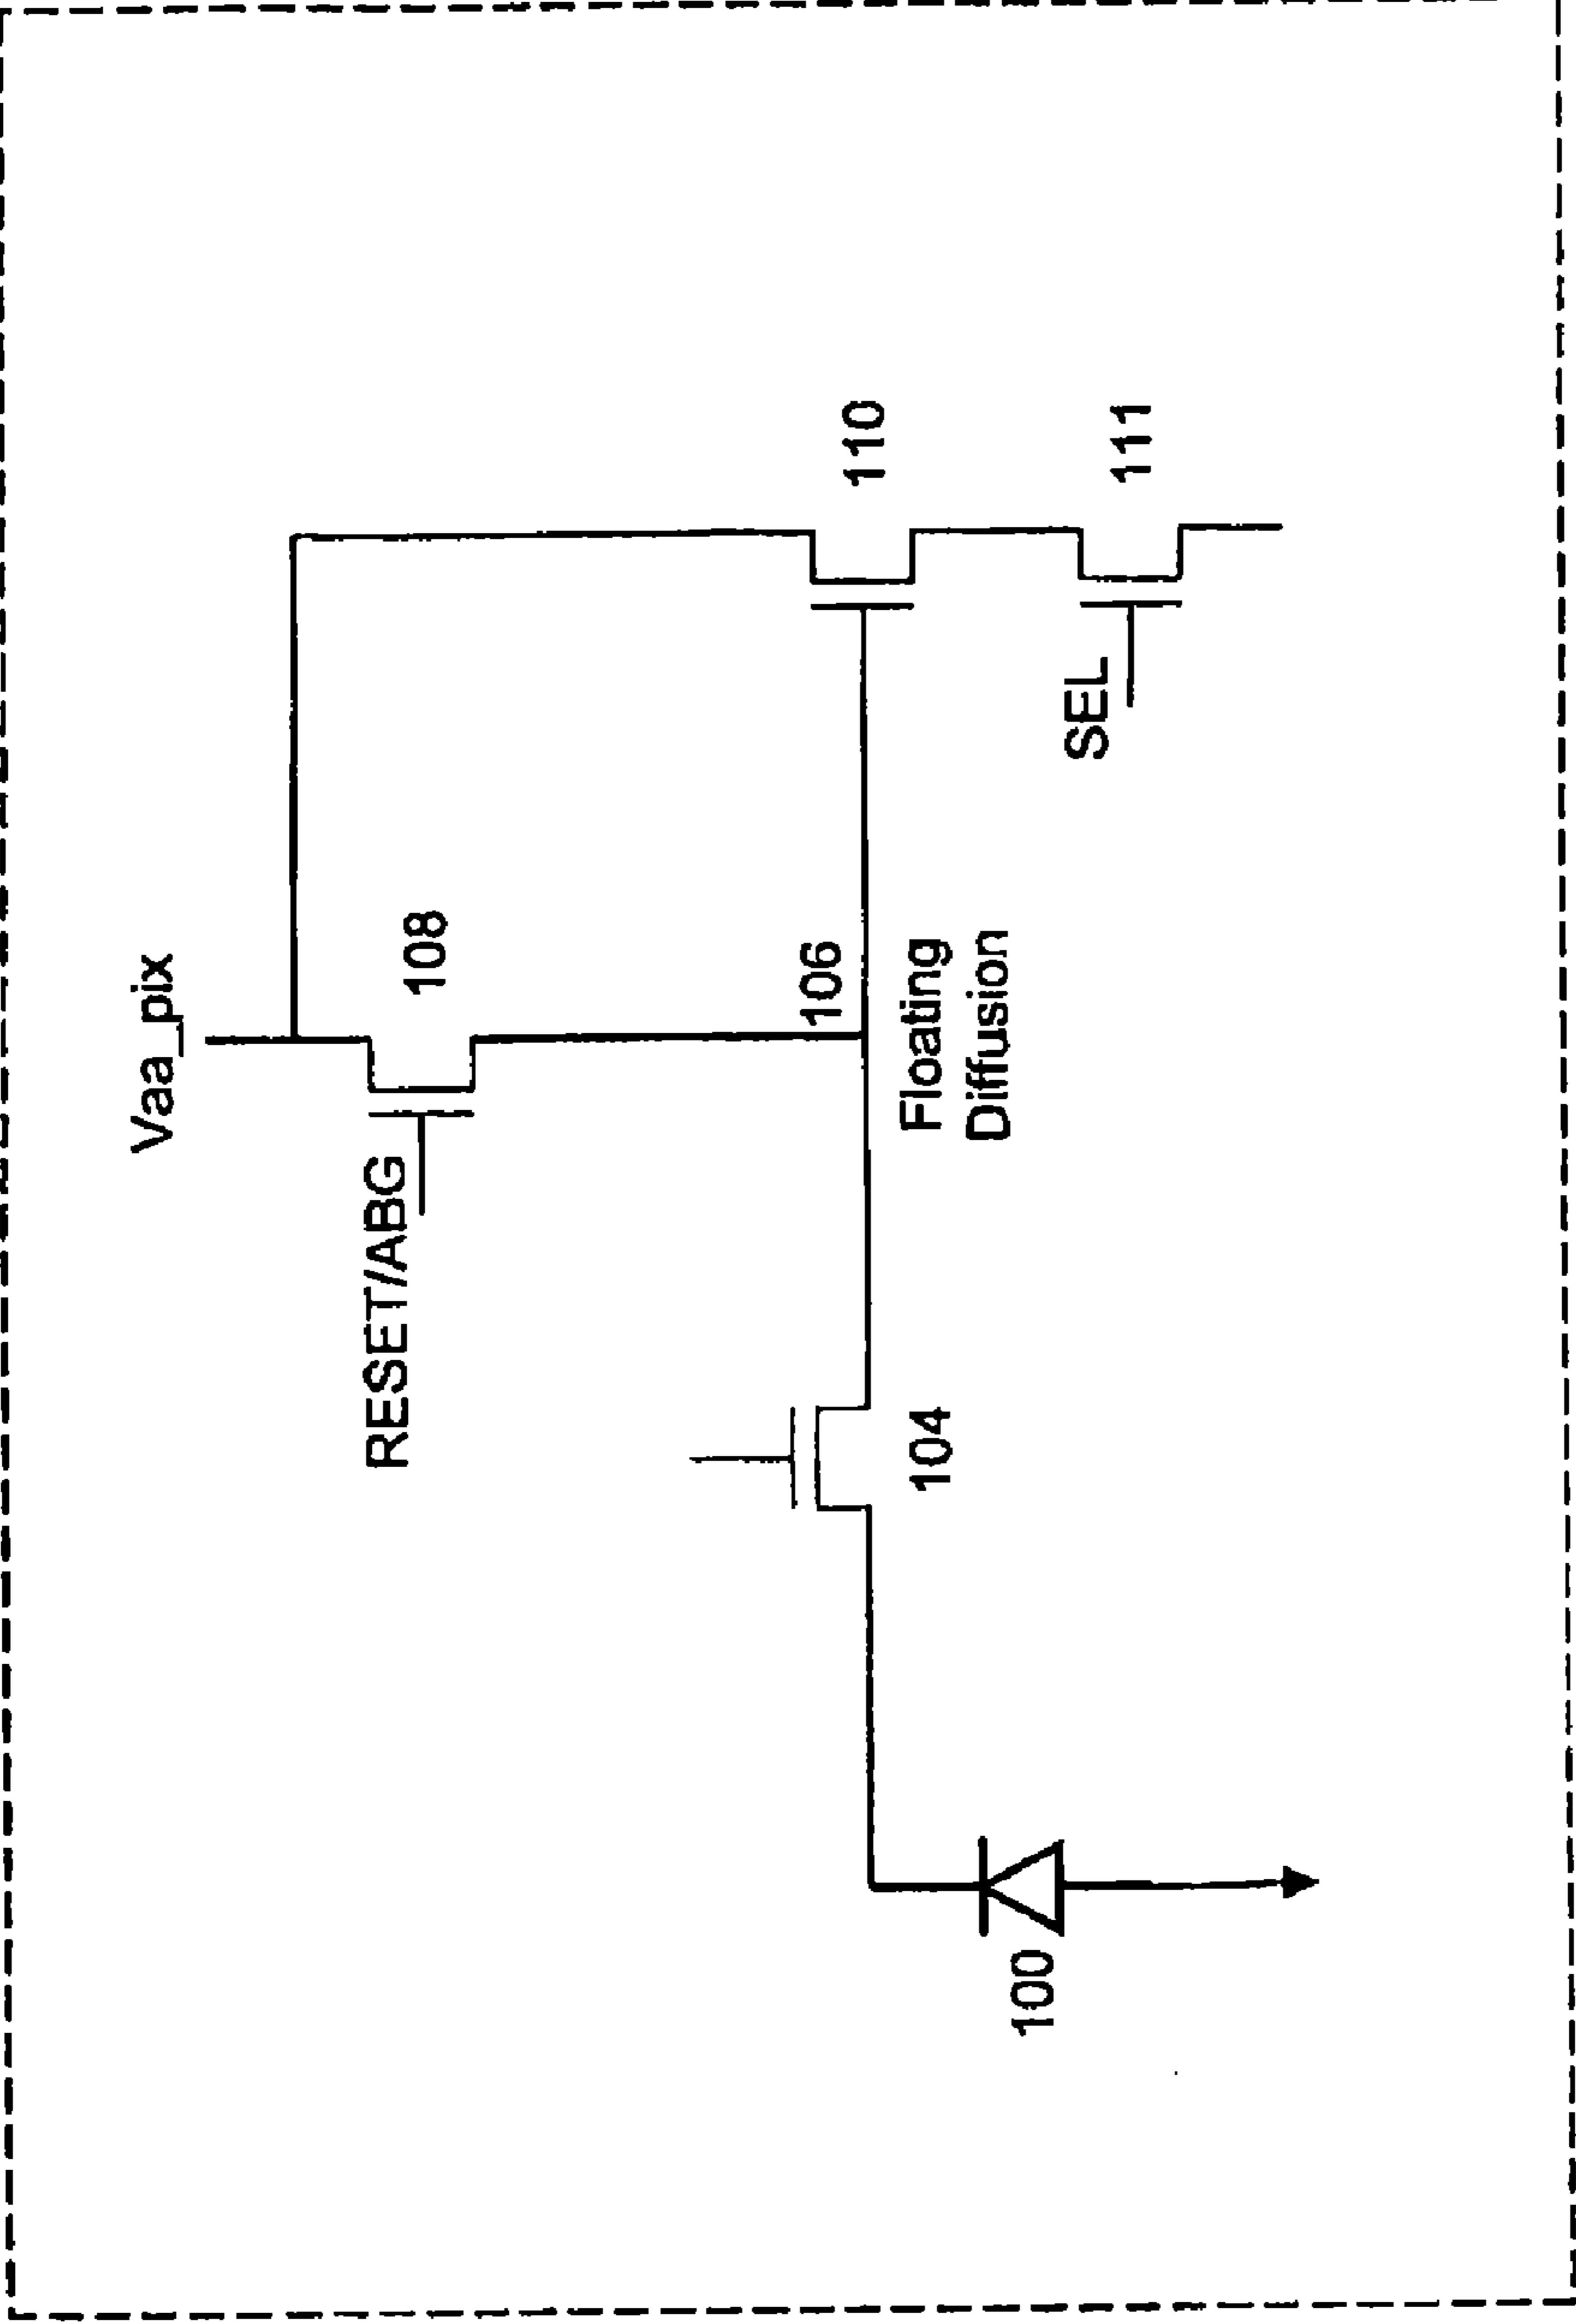 Vaa_pix
RESET/ABG
108
106
Floating
Diffusion
104
110
100
SEL
111